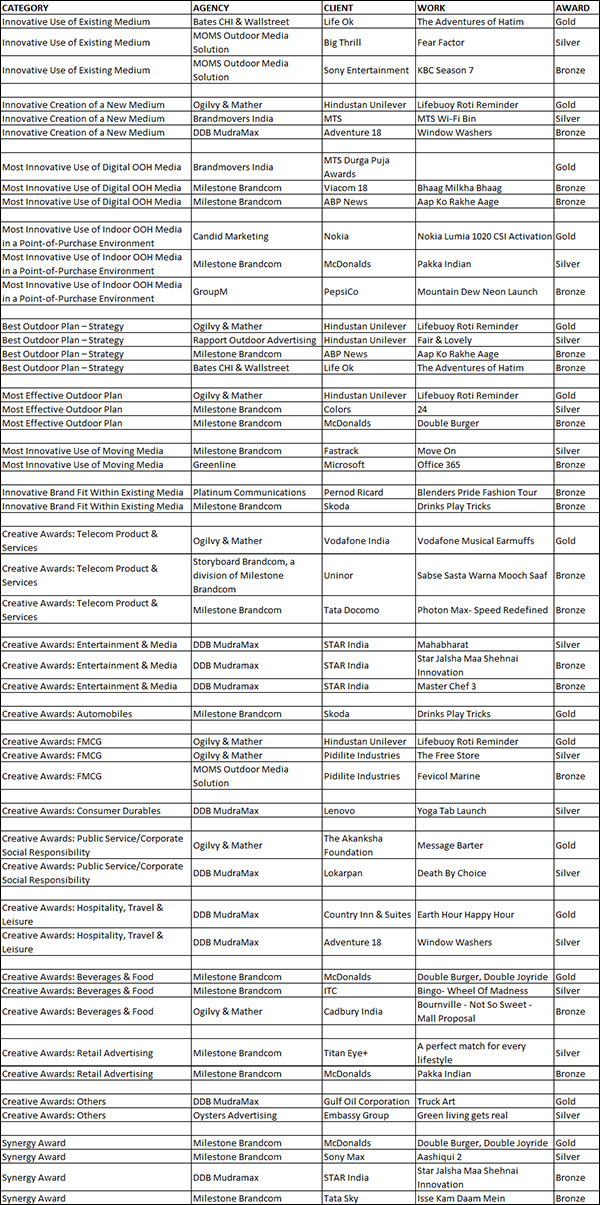 CATEGORY AGENCY CLIENT WORK AWARD
Innovative Use of Existing Medium Bates CHI & Wallstreet Life Ok The Adventures of Hatim Gold
Innovative Use of Existing Medium MOMS Outdoor Media Solution Big Thrill Fear Factor Silver
Innovative Use of Existing Medium MOMS Outdoor Media Solution Sony Entertainment KBC Season 7 Bronze
Innovative Creation of a New Medium Ogilvy & Mather Hindustan Unilever Lifebuoy Roti Reminder Gold
Innovative Creation of a New Medium Brandmovers India MTS MTS Wi-Fi Bin Silver
Innovative Creation of a New Medium DDB MudraMax Adventure 18 Window Washers Bronze
Most Innovative Use of Digital OOH Media Brandmovers India MTS Durga Puja Awards Gold
Most Innovative Use of Digital OOH Media Milestone Brandcom Viacom 18 Bhaag Milkha Bhaag Bronze
Most Innovative Use of Digital OOH Media Milestone Brandcom ABP News Aap Ko Rakhe Aage Bronze
Most Innovative Use of Indoor OOH Media in a Point-of-Purchase Environment Candid Marketing Nokia Nokia Lumia 1020 CSI Activation Gold
Most Innovative Use of Indoor OOH Media in a Point-of-Purchase Environment Milestone Brandcom McDonalds Pakka Indian Silver
Most Innovative Use of Indoor OOH Media in a Point-of-Purchase Environment GroupM PepsiCo Mountain Dew Neon Launch Bronze
Best Outdoor Plan – Strategy Ogilvy & Mather Hindustan Unilever Lifebuoy Roti Reminder Gold
Best Outdoor Plan – Strategy Rapport Outdoor Advertising Hindustan Unilever Fair & Lovely Silver
Best Outdoor Plan – Strategy Milestone Brandcom ABP News Aap Ko Rakhe Aage Bronze
Best Outdoor Plan – Strategy Bates CHI & Wallstreet Life Ok The Adventures of Hatim Bronze
Most Effective Outdoor Plan Ogilvy & Mather Hindustan Unilever Lifebuoy Roti Reminder Gold
Most Effective Outdoor Plan Milestone Brandcom Colors 24 Silver
Most Effective Outdoor Plan Milestone Brandcom McDonalds Double Burger Bronze
Most Innovative Use of Moving Media Milestone Brandcom Fastrack Move On Silver
Most Innovative Use of Moving Media Greenline Microsoft Office 365 Bronze
Innovative Brand Fit Within Existing Media Platinum Communications Pernod Ricard Blenders Pride Fashion Tour Bronze
Innovative Brand Fit Within Existing Media Milestone Brandcom Skoda Drinks Play Tricks Bronze
Creative Awards: Telecom Product & Services Ogilvy & Mather Vodafone India Vodafone Musical Earmuffs Gold
Creative Awards: Telecom Product & Services Storyboard Brandcom, a division of Milestone Brandcom Uninor Sabse Sasta Warna Mooch Saaf Bronze
Creative Awards: Telecom Product & Services Milestone Brandcom Tata Docomo Photon Max- Speed Redefined Bronze
Creative Awards: Entertainment & Media DDB MudraMax STAR India Mahabharat Silver
Creative Awards: Entertainment & Media DDB Mudramax STAR India Star Jalsha Maa Shehnai Innovation Bronze
Creative Awards: Entertainment & Media DDB Mudramax STAR India Master Chef 3 Bronze
Creative Awards: Automobiles Milestone Brandcom Skoda Drinks Play Tricks Gold
Creative Awards: FMCG Ogilvy & Mather Hindustan Unilever Lifebuoy Roti Reminder Gold
Creative Awards: FMCG Ogilvy & Mather Pidilite Industries The Free Store Silver
Creative Awards: FMCG MOMS Outdoor Media Solution Pidilite Industries Fevicol Marine Bronze
Creative Awards: Consumer Durables DDB MudraMax Lenovo Yoga Tab Launch Silver
Creative Awards: Public Service/Corporate Social Responsibility Ogilvy & Mather The Akanksha Foundation Message Barter Gold
Creative Awards: Public Service/Corporate Social Responsibility DDB MudraMax Lokarpan Death By Choice Silver
Creative Awards: Hospitality, Travel & Leisure DDB MudraMax Country Inn & Suites Earth Hour Happy Hour Gold
Creative Awards: Hospitality, Travel & Leisure DDB MudraMax Adventure 18 Window Washers Silver
Creative Awards: Beverages & Food Milestone Brandcom McDonalds Double Burger, Double Joyride Gold
Creative Awards: Beverages & Food Milestone Brandcom ITC Bingo- Wheel Of Madness Silver
Creative Awards: Beverages & Food Ogilvy & Mather Cadbury India Bournville - Not So Sweet - Mall Proposal Bronze
Creative Awards: Retail Advertising Milestone Brandcom Titan Eye+ A perfect match for every lifestyle Silver
Creative Awards: Retail Advertising Milestone Brandcom McDonalds Pakka Indian Bronze
Creative Awards: Others DDB MudraMax Gulf Oil Corporation Truck Art Gold
Creative Awards: Others Oysters Advertising Embassy Group Green living gets real Silver
Synergy Award Milestone Brandcom McDonalds Double Burger, Double Joyride Gold
Synergy Award Milestone Brandcom Sony Max Aashiqui 2 Silver
Synergy Award DDB Mudramax STAR India Star Jalsha Maa Shehnai Innovation Bronze
Synergy Award Milestone Brandcom Tata Sky Isse Kam Daam Mein Bronze